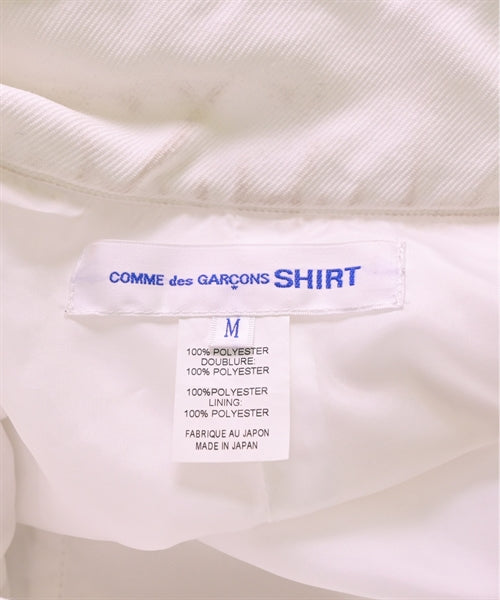 COMME des GARÇONS SHIRT
M
100% POLYESTER
DOUBLURE:
100% POLYESTER
100%POLYESTER
LINING:
100% POLYESTER
FABRIQUE AU JAPON
MADE IN JAPAN